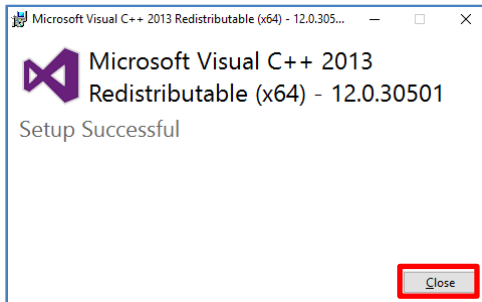 Microsoft Visual C++ 2013 Redistributable (x64) - 12.0.305...
Microsoft Visual C++ 2013
Redistributable (x64) - 12.0.30501
Setup Successful
Close